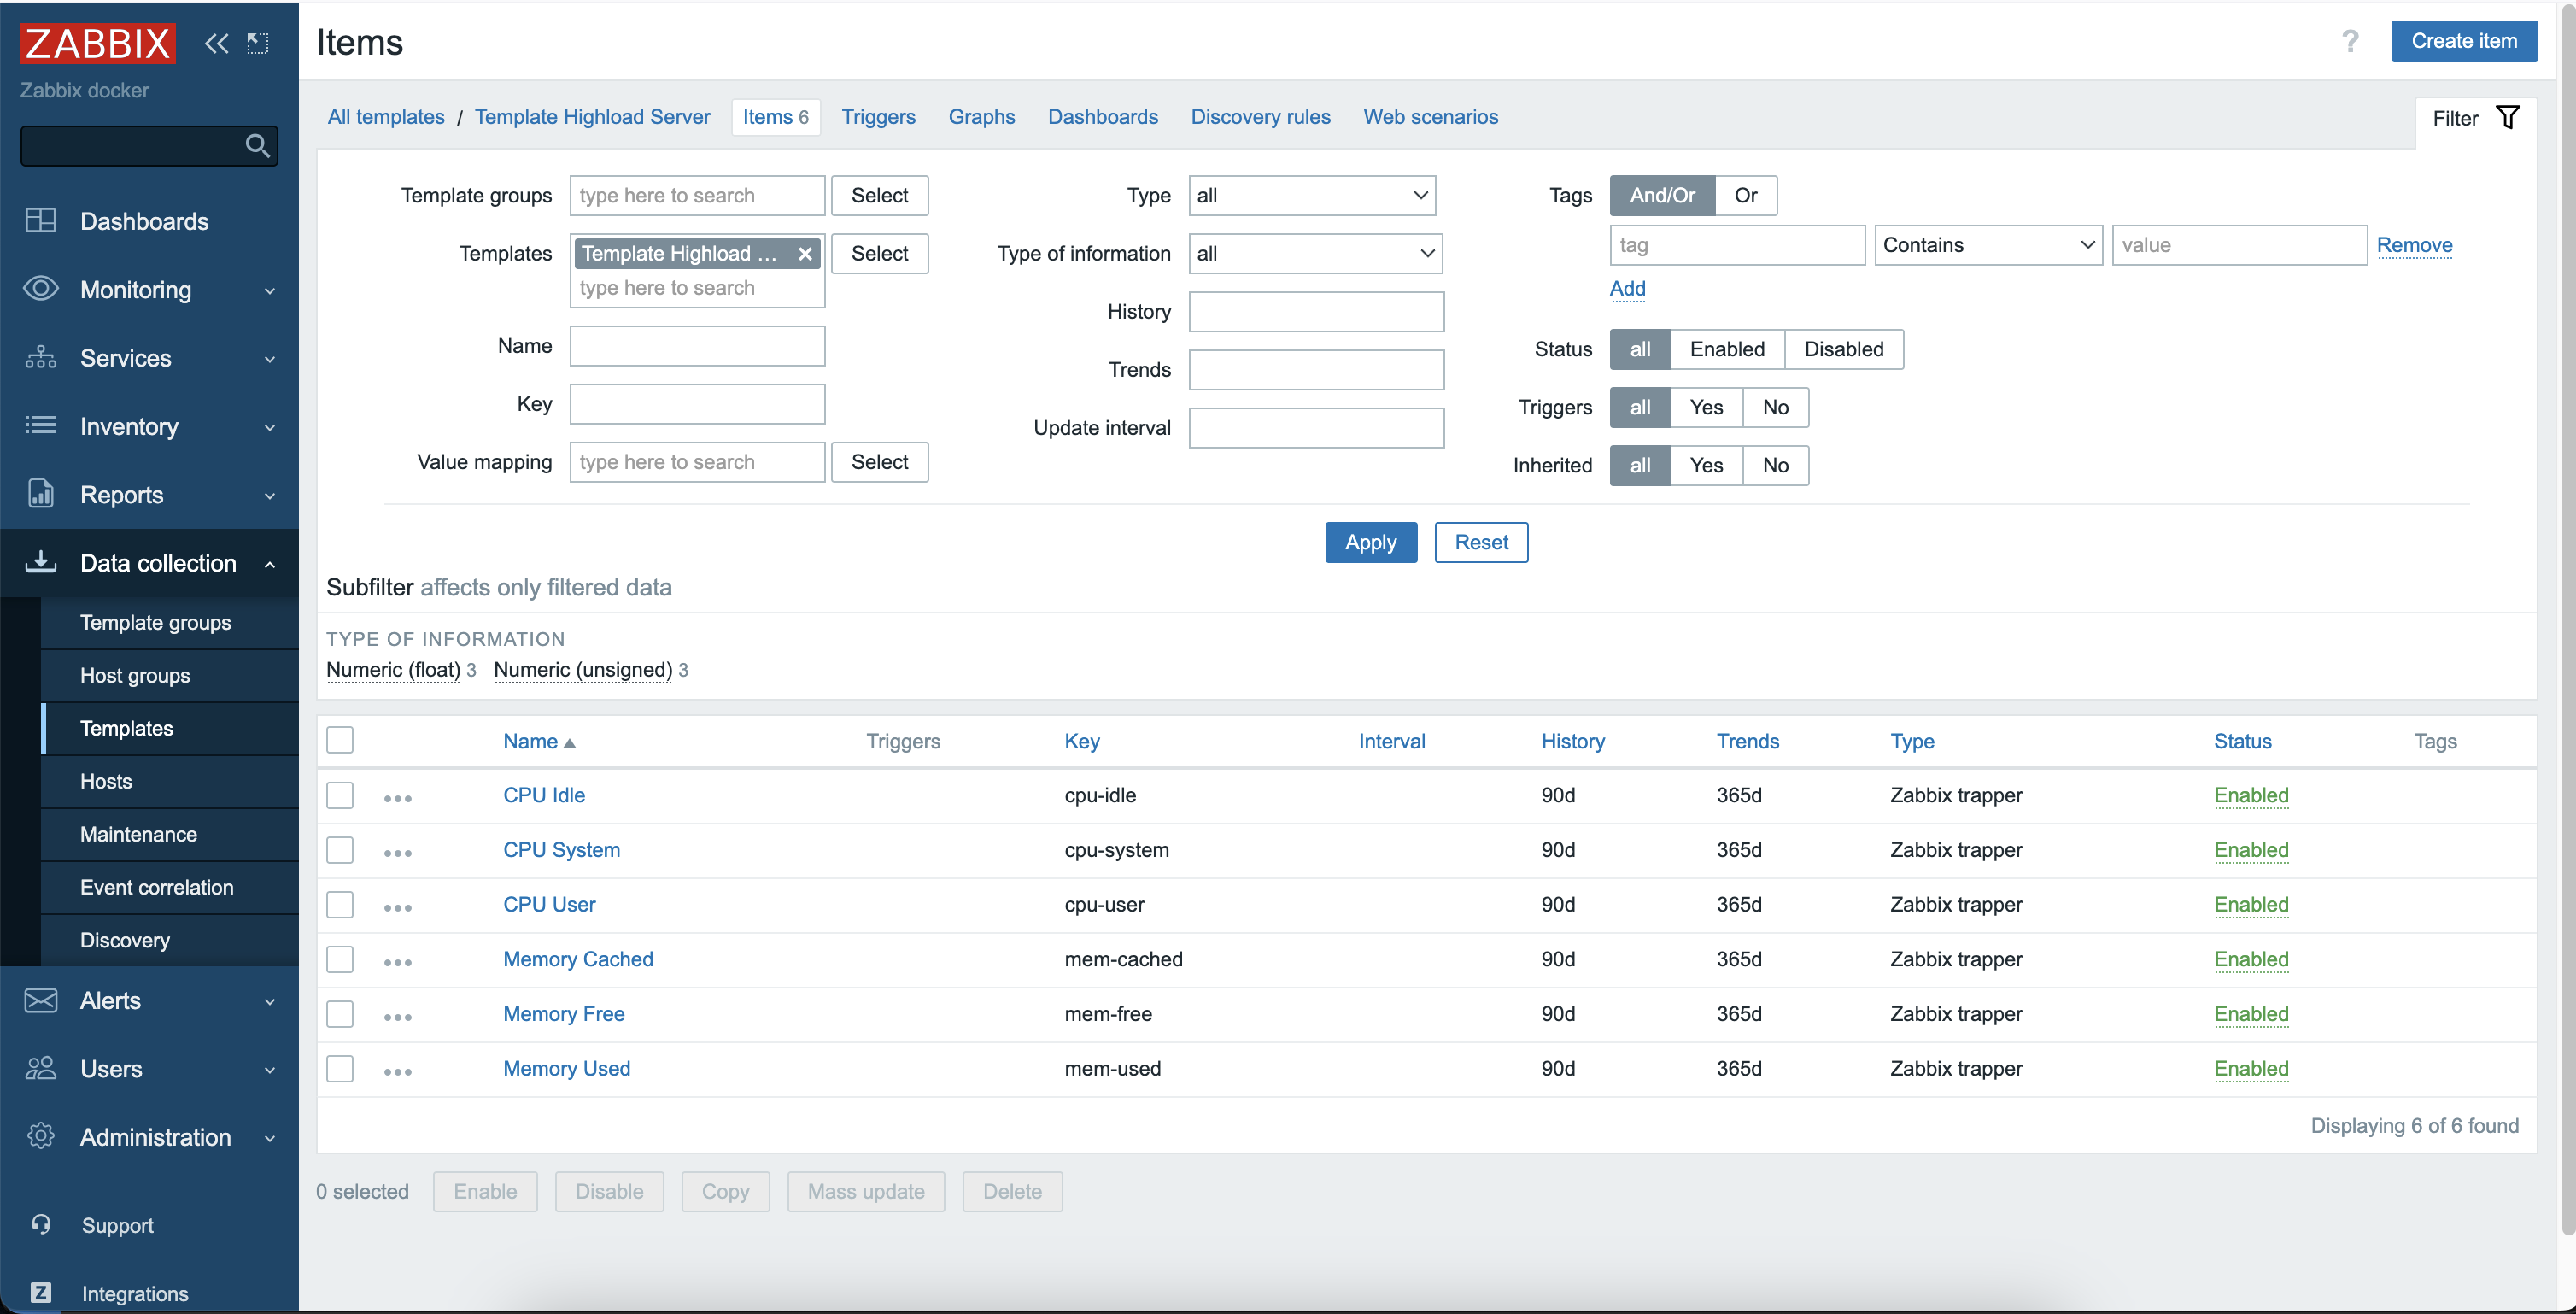 ZABBIX
Zabbix docker
Dashboards
Monitoring
Services
Inventory
Reports
Data collection
Template groups
Host groups
Templates
Hosts
Maintenance
Event correlation
Discovery
Alerts
Users
Administration
Support
Z Integrations
Items
? Create item
All templates / Template Highload Server Items 6 Triggers Graphs Dashboards Discovery rules Web scenarios
Filter
Template groups type here to search Select
Templates Template Highload ... Select
type here to search
Name
Key
Value mapping type here to search Select
Type all
Type of information all
History
Trends
Update interval
Tags And/Or Or
tag Contains value Remove
Add
Status all Enabled Disabled
Triggers all Yes No
Inherited all Yes No
Apply Reset
Subfilter affects only filtered data
TYPE OF INFORMATION
Numeric (float) 3 Numeric (unsigned) 3
Name Triggers Key Interval History Trends Type Status Tags
CPU Idle cpu-idle 90d 365d Zabbix trapper Enabled
CPU System cpu-system 90d 365d Zabbix trapper Enabled
CPU User cpu-user 90d 365d Zabbix trapper Enabled
Memory Cached mem-cached 90d 365d Zabbix trapper Enabled
Memory Free mem-free 90d 365d Zabbix trapper Enabled
Memory Used mem-used 90d 365d Zabbix trapper Enabled
Displaying 6 of 6 found
0 selected Enable Disable Copy Mass update Delete